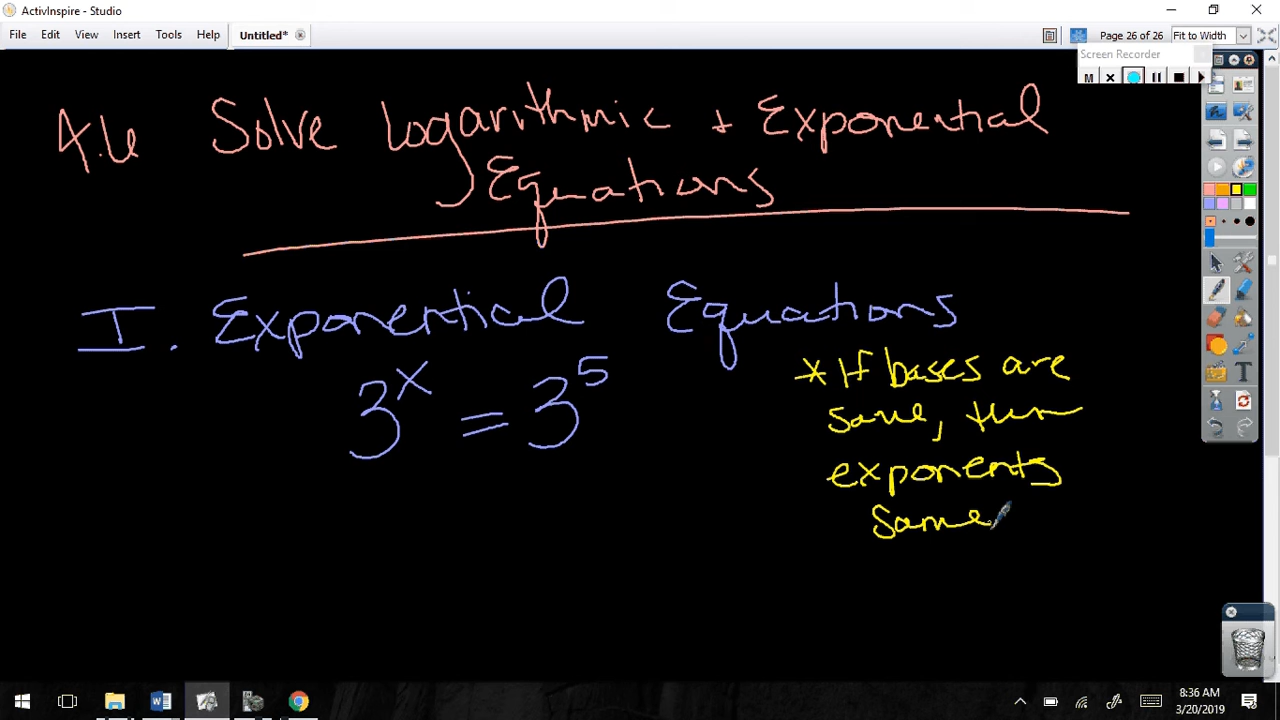 ActivInspire - Studio
File Edit View Insert Tools Help Untitled* Page 26 of 26 Fit to Width
Screen Recorder
M
4.6 Solve Logarithmic + Exponential
Equations
I. Exponential Equations
3^x = 3^5
* If bases are
same, then
exponents
same
8:36 AM
3/20/2019